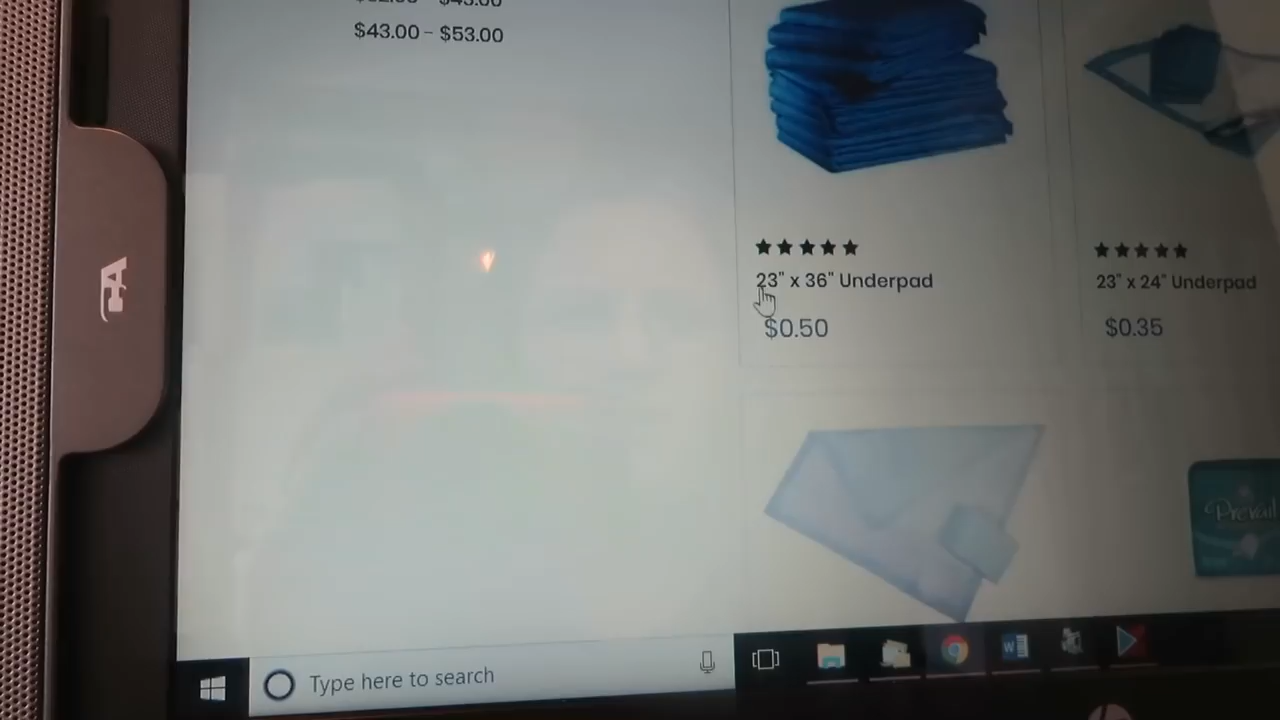 $43.00 - $53.00
23" x 36" Underpad
$0.50
23" x 24" Underpad
$0.35
Prevail
Type here to search